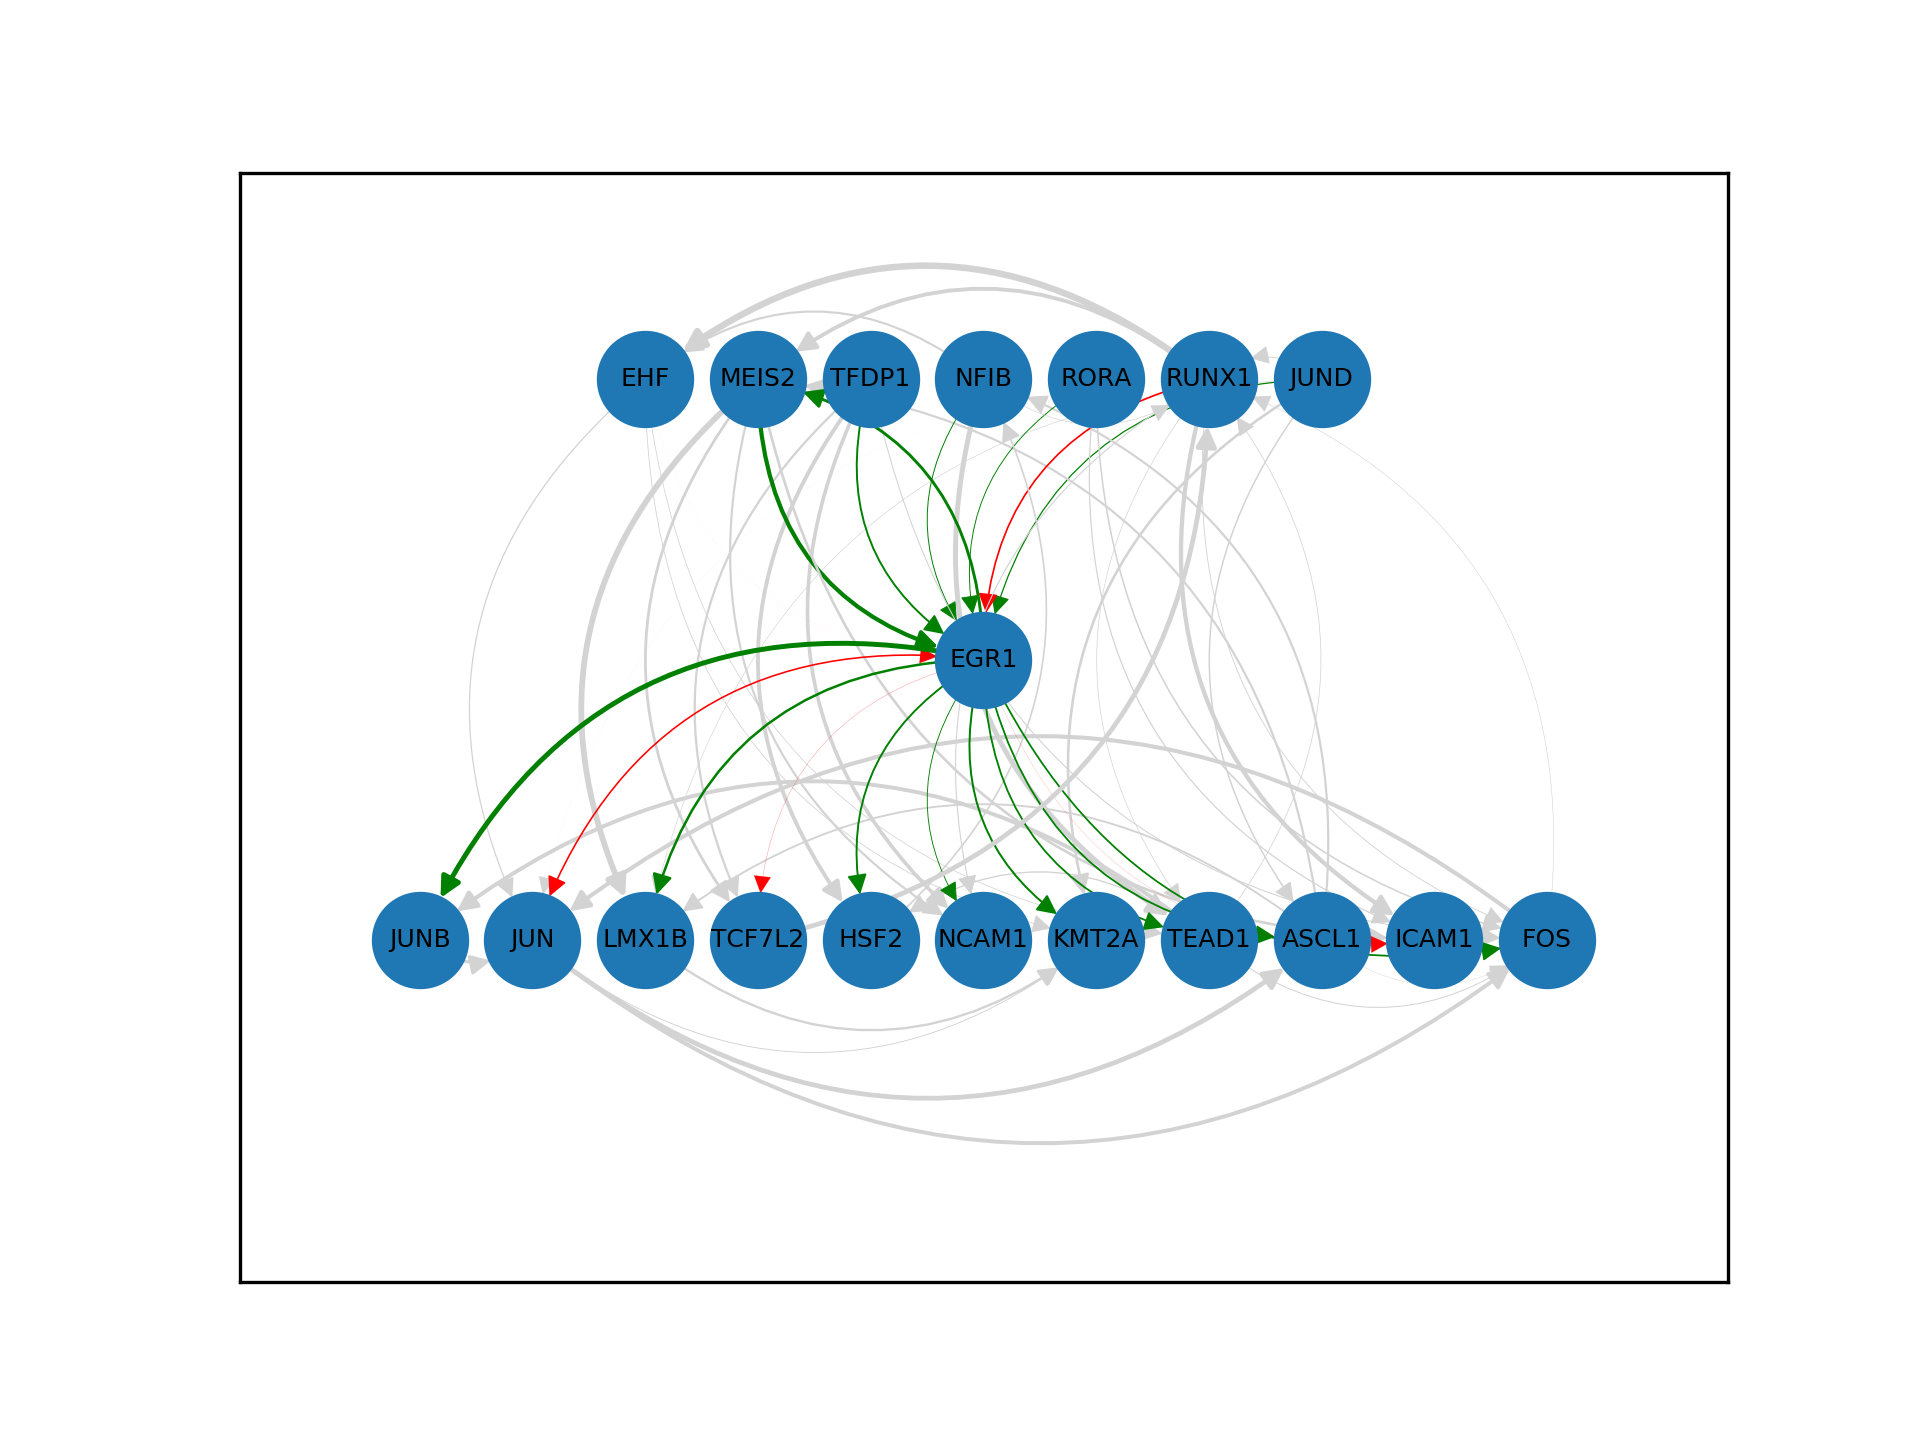 EHF MEIS2 TFDP1 NFIB RORA RUNX1 JUND
EGR1
JUNB JUN LMX1B TCF7L2 HSF2 NCAM1 KMT2A TEAD1 ASCL1 ICAM1 FOS